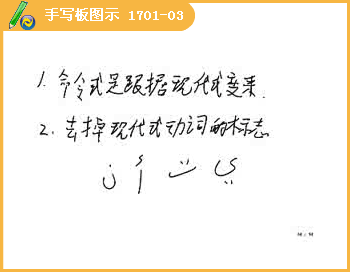 手写板图示 1701-03
1. 命令式是跟据现代式变来.
2. 去掉现代式动词的标志
ن أ ت ي